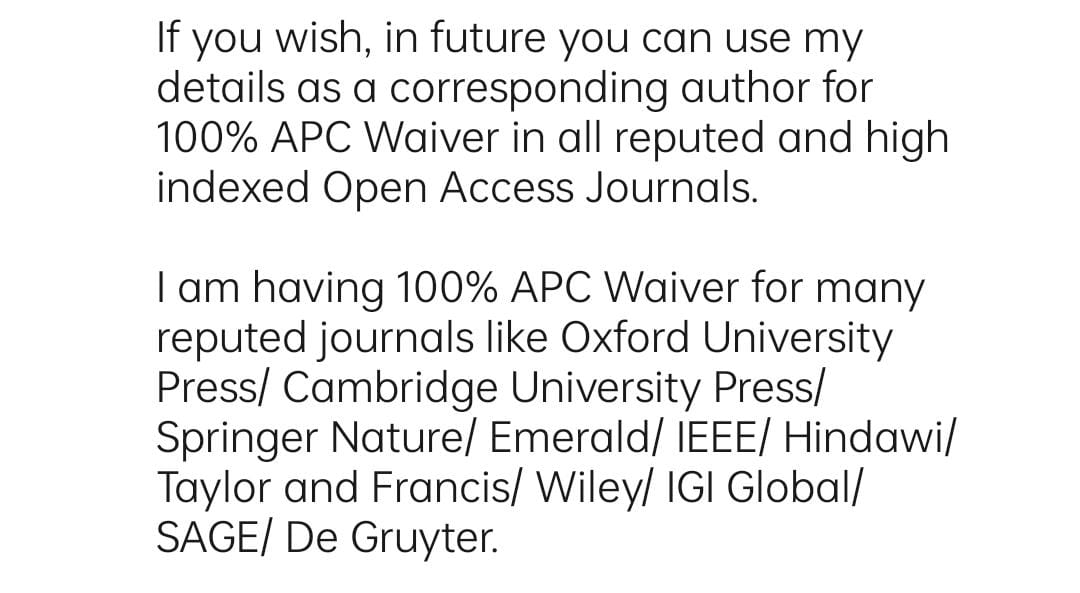 If you wish, in future you can use my
details as a corresponding author for
100% APC Waiver in all reputed and high
indexed Open Access Journals.
I am having 100% APC Waiver for many
reputed journals like Oxford University
Press/ Cambridge University Press/
Springer Nature/ Emerald/ IEEE/ Hindawi/
Taylor and Francis/ Wiley/ IGI Global/
SAGE/ De Gruyter.